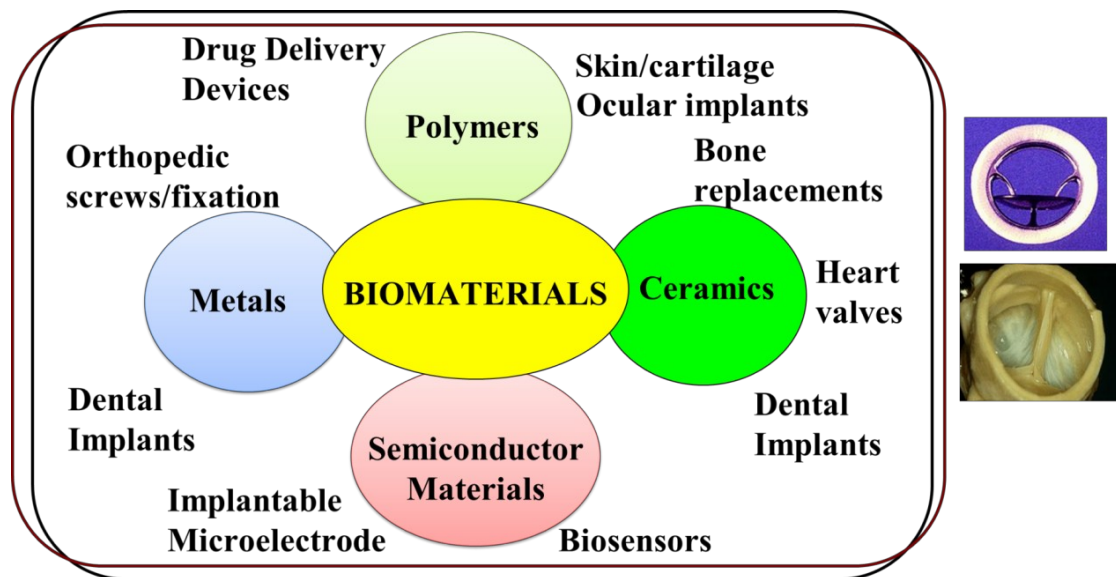 Drug Delivery
Devices
Polymers
Skin/cartilage
Ocular implants
Orthopedic
screws/fixation
Bone
replacements
Metals
BIOMATERIALS
Ceramics
Heart
valves
Dental
Implants
Dental
Implants
Semiconductor
Materials
Implantable
Microelectrode
Biosensors